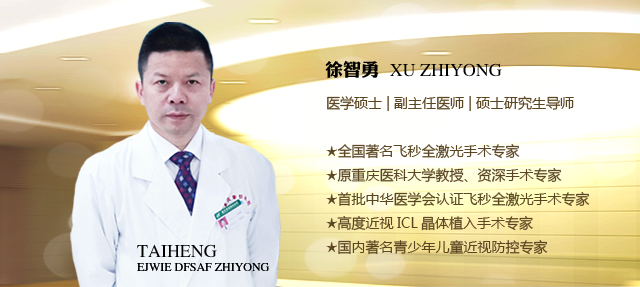 徐智勇 XU ZHIYONG
医学硕士 | 副主任医师 | 硕士研究生导师
★全国著名飞秒全激光手术专家
★原重庆医科大学教授、资深手术专家
★首批中华医学会认证飞秒全激光手术专家
★高度近视 ICL 晶体植入手术专家
★国内著名青少年儿童近视防控专家
TAIHENG
EJWIE DFSAF ZHIYONG